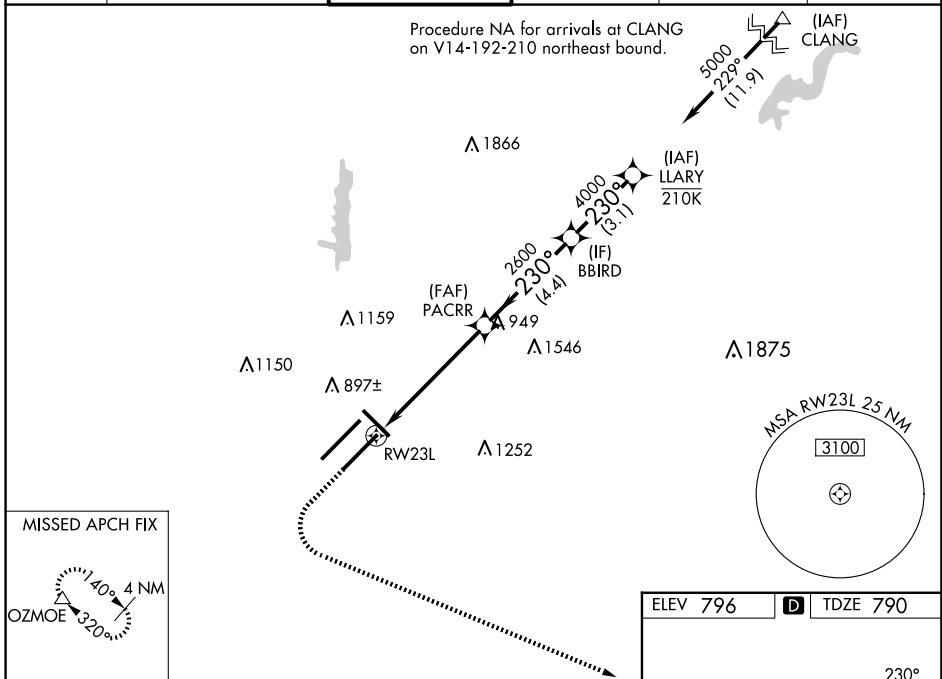 Procedure NA for arrivals at CLANG
on V14-192-210 northeast bound.
(IAF)
CLANG
5000
229°
(11.9)
1866
(IAF)
LLARY
210K
4000
230°
(3.1)
(IF)
BBIRD
2600
230°
(4.4)
(FAF)
PACRR
949
1159
1546
1875
1150
897±
MSA RW23L 25 NM
3100
RW23L
1252
MISSED APCH FIX
140°
4 NM
OZMOE
320°
ELEV 796 D TDZE 790
230°